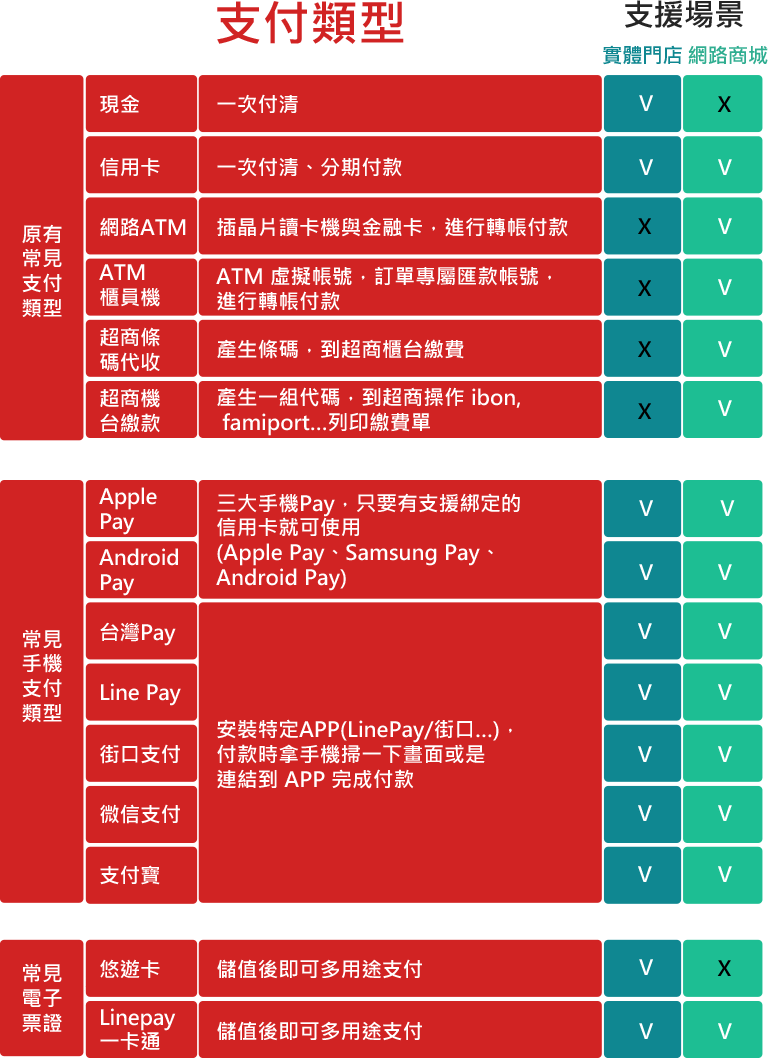 支付類型
支援場景
實體門店 網路商城
原有
常見
支付
類型
現金
一次付清
V
X
信用卡
一次付清、分期付款
V
V
網路ATM
插晶片讀卡機與金融卡，進行轉帳付款
X
V
ATM
櫃員機
ATM 虛擬帳號，訂單專屬匯款帳號，
進行轉帳付款
X
V
超商條
碼代收
產生條碼，到超商櫃台繳費
X
V
超商機
台繳款
產生一組代碼，到超商操作 ibon,
famiport...列印繳費單
X
V
常見
手機
支付
類型
Apple
Pay
三大手機Pay，只要有支援綁定的
信用卡就可使用
(Apple Pay、Samsung Pay、
Android Pay)
V
V
Android
Pay
V
V
台灣Pay
V
V
Line Pay
V
V
安裝特定APP(LinePay/街口...)，
付款時拿手機掃一下畫面或是
連結到 APP 完成付款
街口支付
V
V
微信支付
V
V
支付寶
V
V
常見
電子
票證
悠遊卡
儲值後即可多用途支付
V
X
Linepay
一卡通
儲值後即可多用途支付
V
V